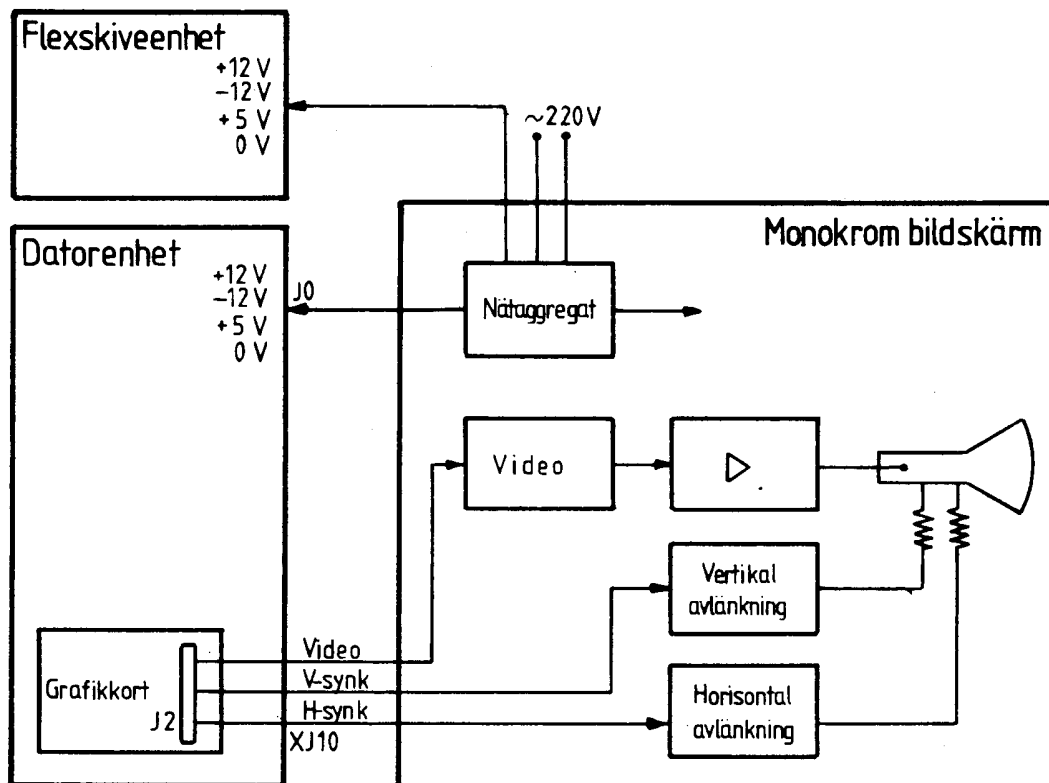 Flexskiveenhet
+12 V
-12 V
+5 V
0 V
~220V
Monokrom bildskärm
Datorenhet
+12 V
-12 V
+5 V
0 V
J0
Nätaggregat
Video
Vertikal
avlänkning
Video
V-synk
H-synk
XJ10
Grafikkort
J2
Horisontal
avlänkning